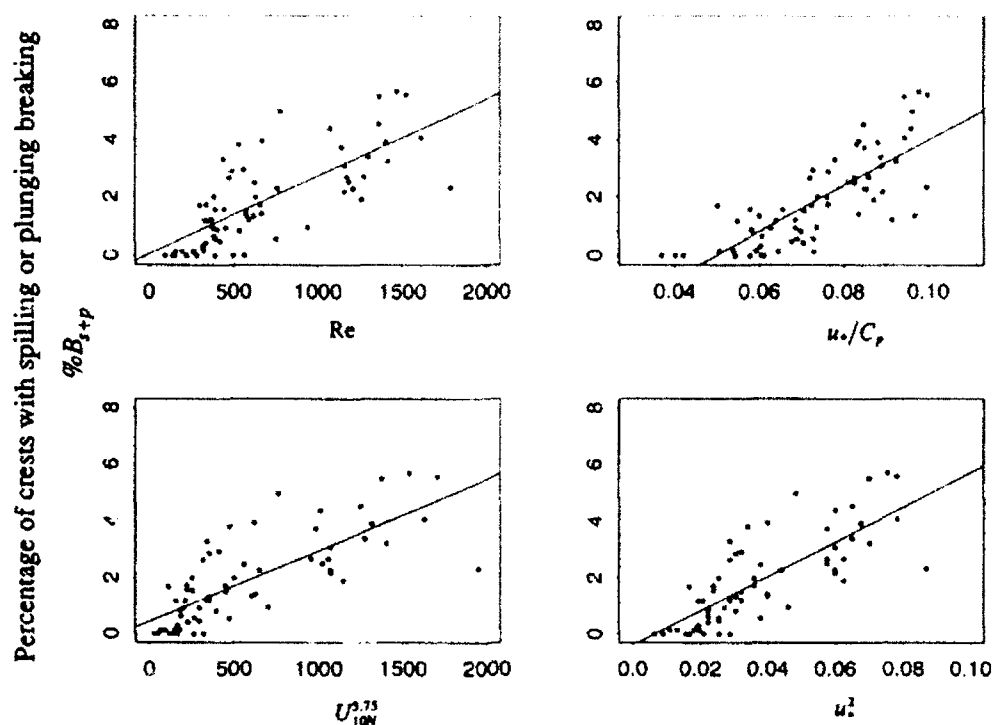 Percentage of crests with spilling or plunging breaking
%B_{s+p}
8
6
4
2
0
0 500 1000 1500 2000
Re
8
6
4
2
0
0.04 0.06 0.08 0.10
u_*/C_p
8
6
4
2
0
0 500 1000 1500 2000
U_{10N}^{3.75}
8
6
4
2
0
0.0 0.02 0.04 0.06 0.08 0.10
u_*^2